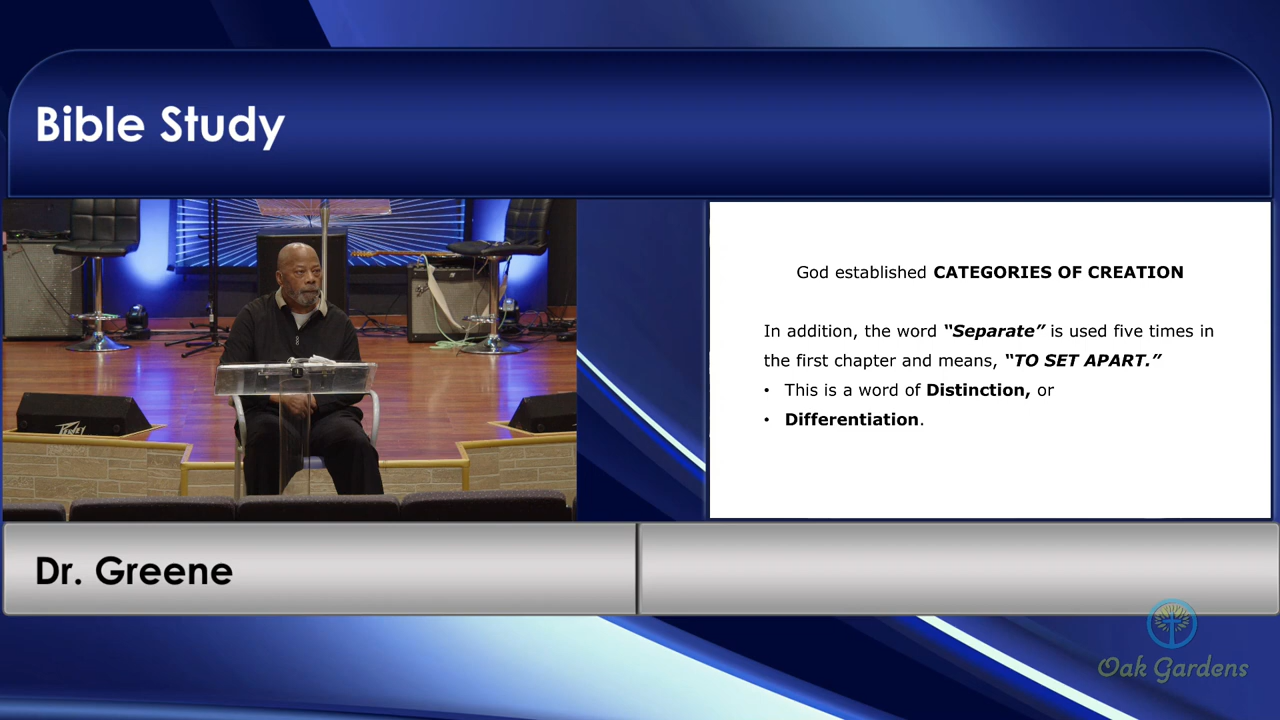 Bible Study
God established CATEGORIES OF CREATION
In addition, the word “Separate” is used five times in
the first chapter and means, “TO SET APART.”
• This is a word of Distinction, or
• Differentiation.
PEAVEY
Dr. Greene
Oak Gardens